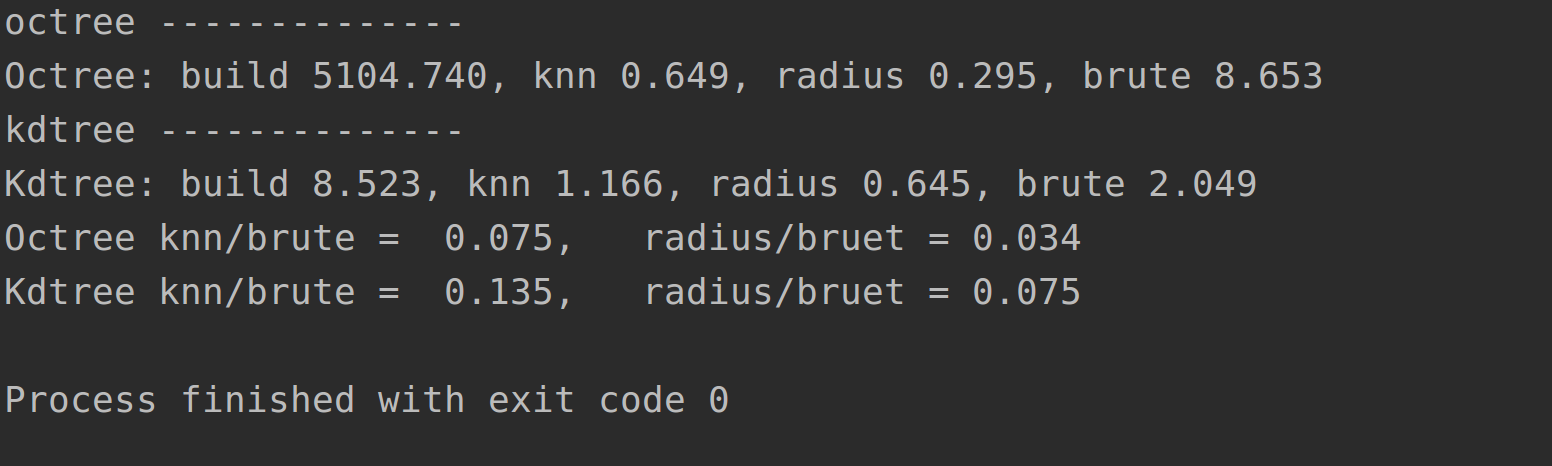 octree --------------
Octree: build 5104.740, knn 0.649, radius 0.295, brute 8.653
kdtree --------------
Kdtree: build 8.523, knn 1.166, radius 0.645, brute 2.049
Octree knn/brute =  0.075,   radius/bruet = 0.034
Kdtree knn/brute =  0.135,   radius/bruet = 0.075
Process finished with exit code 0